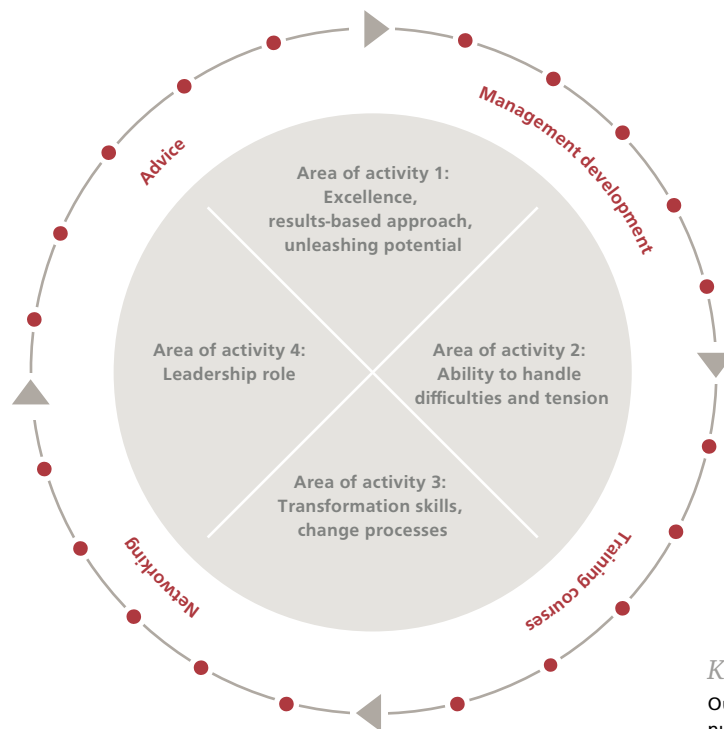 Advice
Management development
Area of activity 1:
Excellence,
results-based approach,
unleashing potential
Area of activity 4:
Leadership role
Area of activity 2:
Ability to handle
difficulties and tension
Area of activity 3:
Transformation skills,
change processes
Networking
Training courses
K